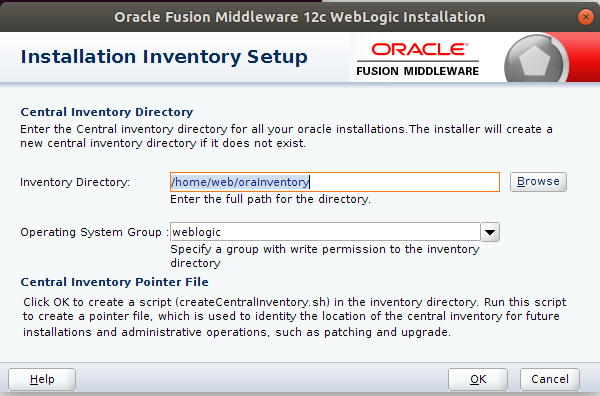 Oracle Fusion Middleware 12c WebLogic Installation
Installation Inventory Setup
ORACLE
FUSION MIDDLEWARE
Central Inventory Directory
Enter the Central inventory directory for all your oracle installations.The installer will create a
new central inventory directory if it does not exist.
Inventory Directory:
/home/web/oraInventory
Browse
Enter the full path for the directory.
Operating System Group :
weblogic
Specify a group with write permission to the inventory
directory
Central Inventory Pointer File
Click OK to create a script (createCentralInventory.sh) in the inventory directory. Run this script
to create a pointer file, which is used to identity the location of the central inventory for future
installations and administrative operations, such as patching and upgrade.
Help
OK
Cancel